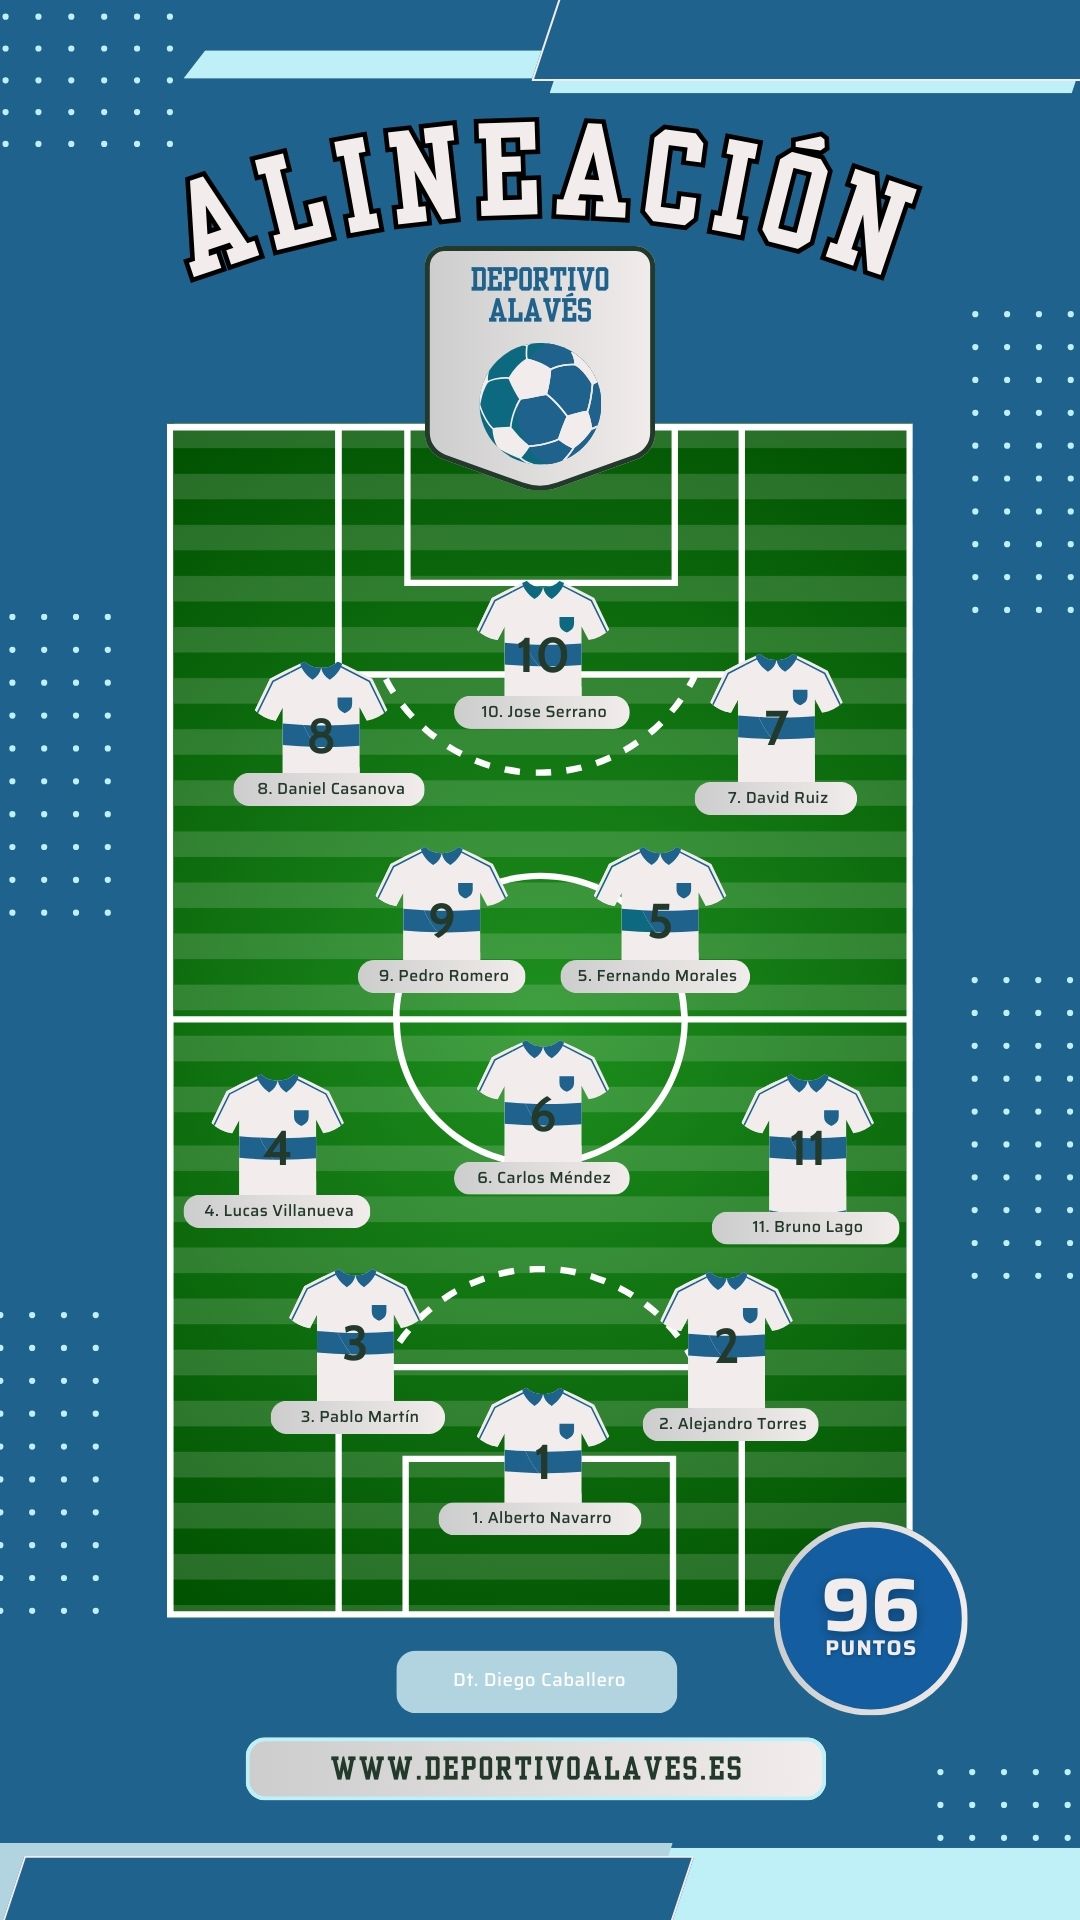 ALINEACIÓN
DEPORTIVO
ALAVÉS
10
10. Jose Serrano
8
8. Daniel Casanova
7
7. David Ruiz
9
9. Pedro Romero
5
5. Fernando Morales
6
6. Carlos Méndez
4
4. Lucas Villanueva
11
11. Bruno Lago
3
3. Pablo Martín
2
2. Alejandro Torres
1
1. Alberto Navarro
96
PUNTOS
Dt. Diego Caballero
WWW.DEPORTIVOALAVES.ES